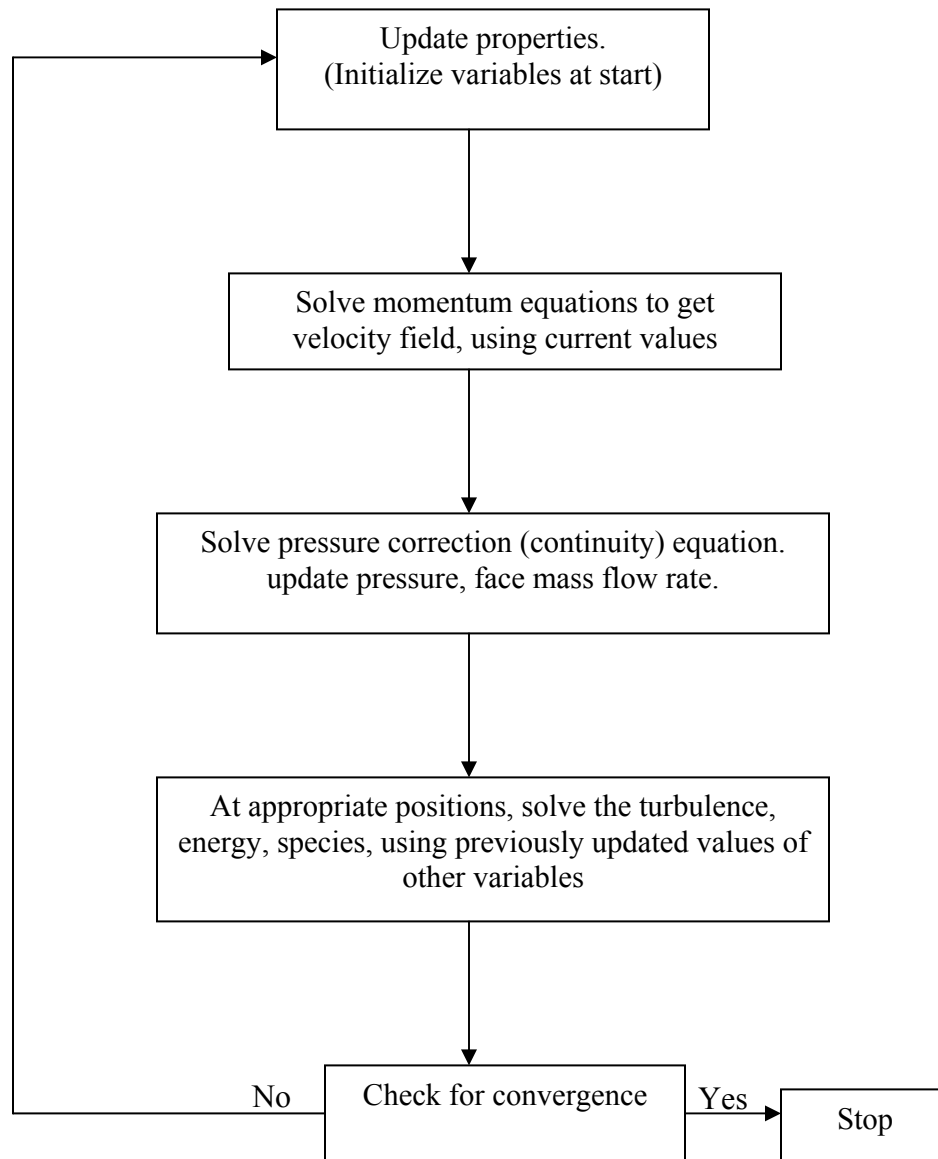 Update properties.
(Initialize variables at start)
Solve momentum equations to get
velocity field, using current values
Solve pressure correction (continuity) equation.
update pressure, face mass flow rate.
At appropriate positions, solve the turbulence,
energy, species, using previously updated values of
other variables
No
Check for convergence
Yes
Stop